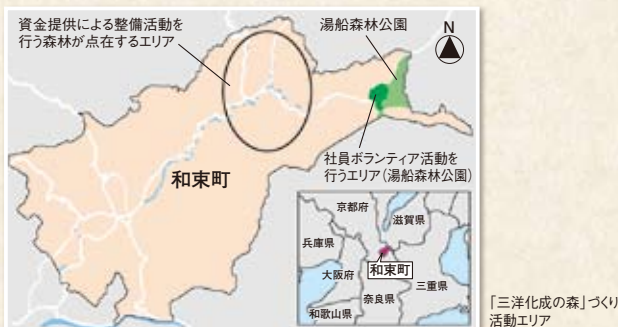 資金提供による整備活動を
行う森林が点在するエリア
湯船森林公園
N
社員ボランティア活動を
行うエリア(湯船森林公園)
和束町
京都府
滋賀県
兵庫県
大阪府
和束町
三重県
奈良県
和歌山県
「三洋化成の森」づくり
活動エリア